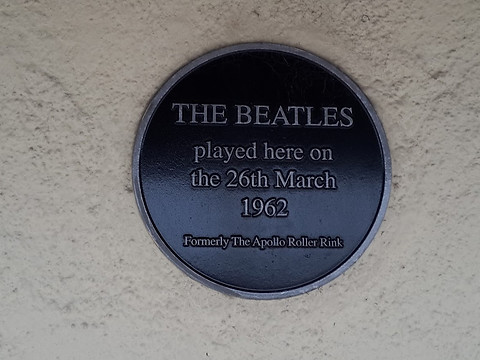 THE BEATLES
played here on
the 26th March
1962
Formerly The Apollo Roller Rink